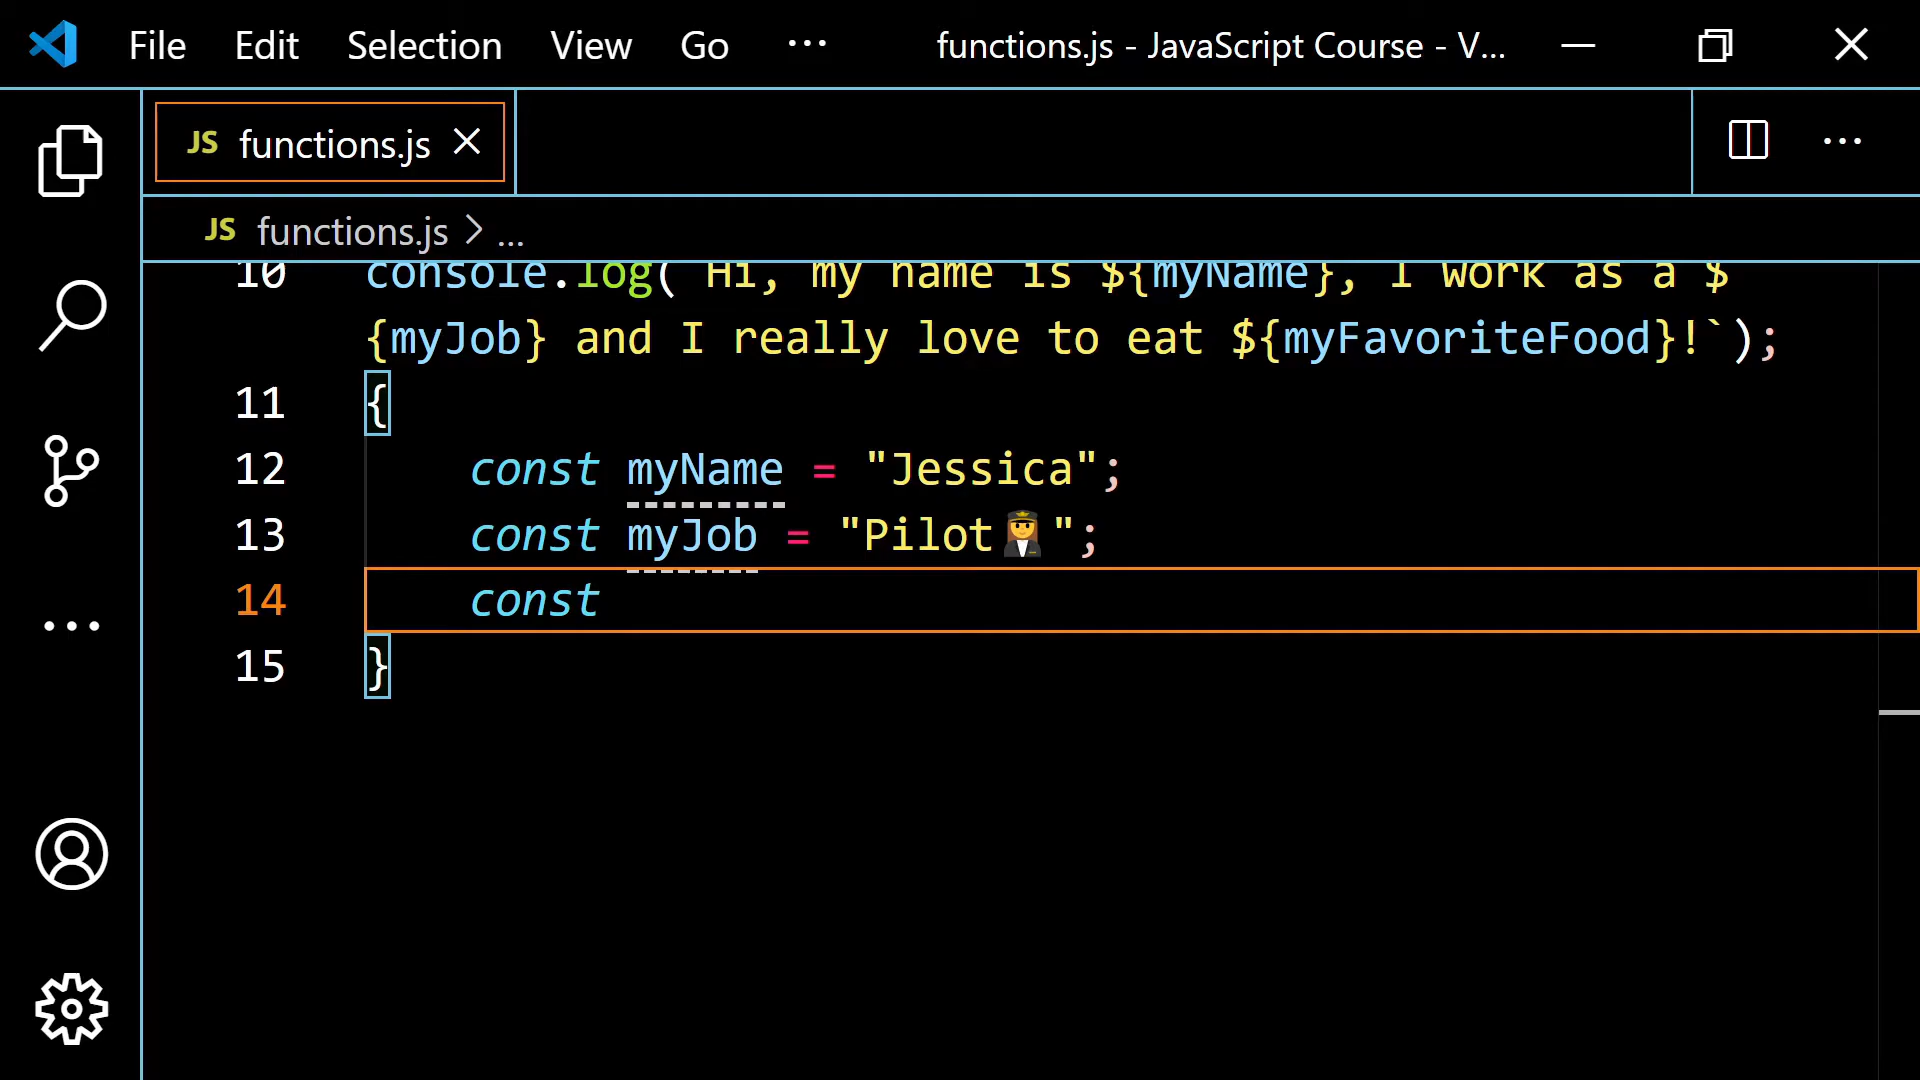 File Edit Selection View Go ··· functions.js - JavaScript Course - V...
JS functions.js
JS functions.js > ...
10 console.log(`Hi, my name is ${myName}, I work as a $
{myJob} and I really love to eat ${myFavoriteFood}!`);
11 {
12 const myName = "Jessica";
13 const myJob = "Pilot👩‍✈️";
14 const
15 }